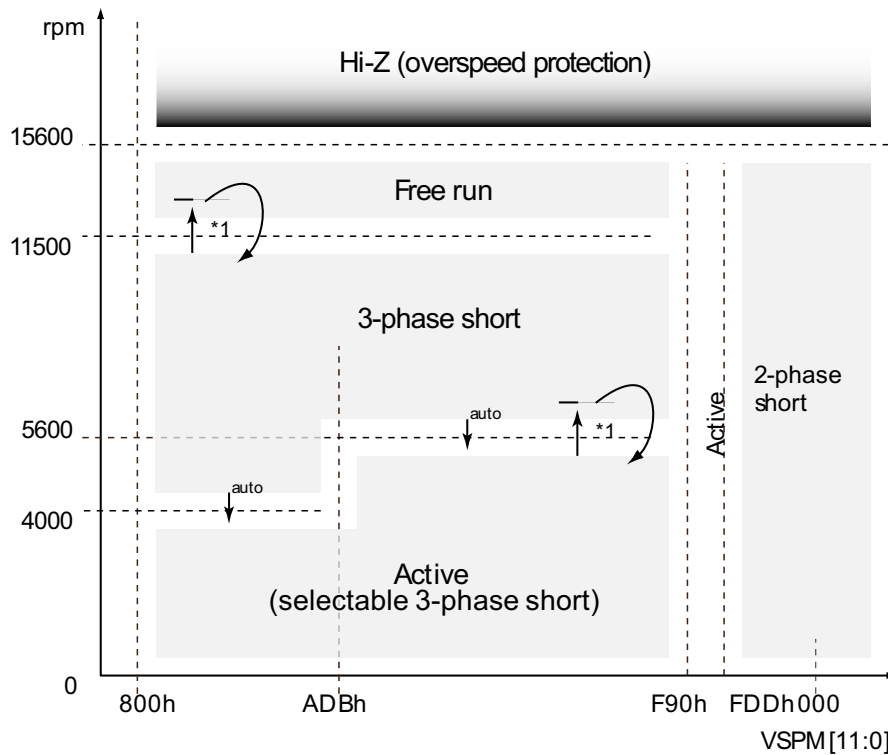 rpm
Hi-Z (overspeed protection)
15600
Free run
*1
11500
3-phase short
2-phase
short
Active
auto
5600
*1
auto
4000
Active
(selectable 3-phase short)
0
800h
ADBh
F90h
FDDh
000
VSPM [11:0]